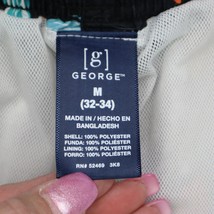 [g]
GEORGE™
M
(32-34)
MADE IN / HECHO EN
BANGLADESH
SHELL: 100% POLYESTER
FUNDA: 100% POLIÉSTER
LINING: 100% POLYESTER
FORRO: 100% POLIÉSTER
RN# 52469 3K8